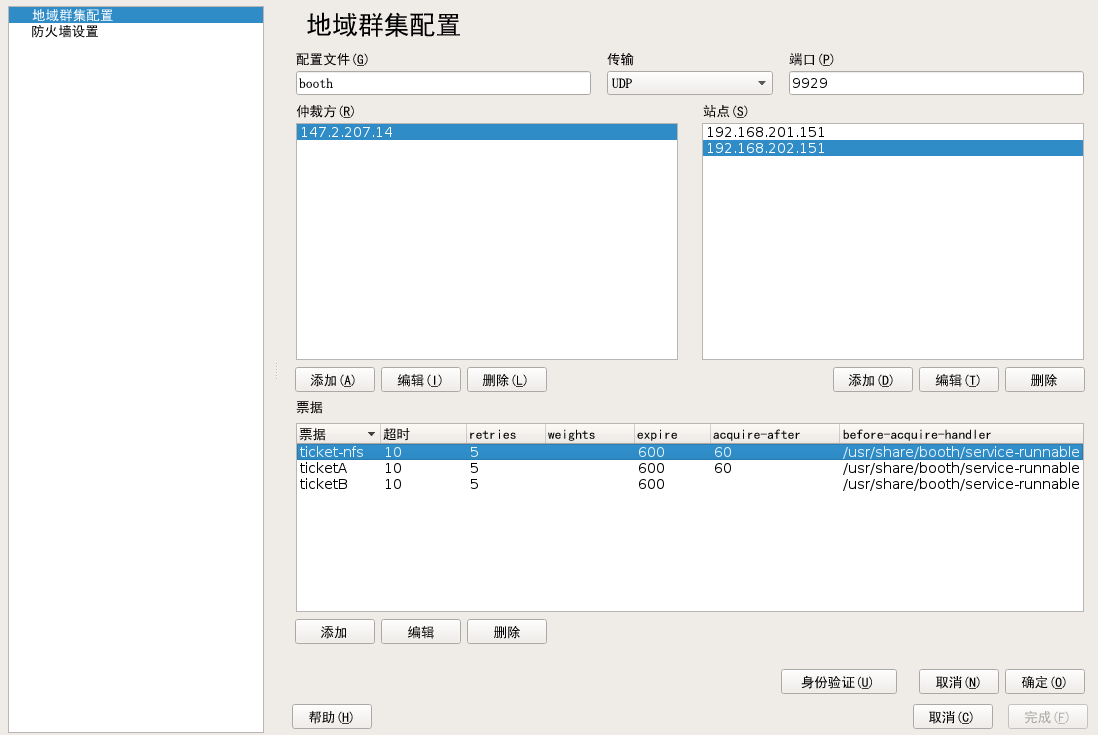 地域群集配置
防火墙设置
地域群集配置
配置文件(G) 传输 端口(P)
booth UDP 9929
仲裁方(R) 站点(S)
147.2.207.14 192.168.201.151
192.168.202.151
添加(A) 编辑(I) 删除(L) 添加(D) 编辑(T) 删除
票据
票据 超时 retries weights expire acquire-after before-acquire-handler
ticket-nfs 10 5 600 60 /usr/share/booth/service-runnable
ticketA 10 5 600 60 /usr/share/booth/service-runnable
ticketB 10 5 600 /usr/share/booth/service-runnable
添加 编辑 删除
身份验证(U) 取消(N) 确定(O)
帮助(H) 取消(C) 完成(F)